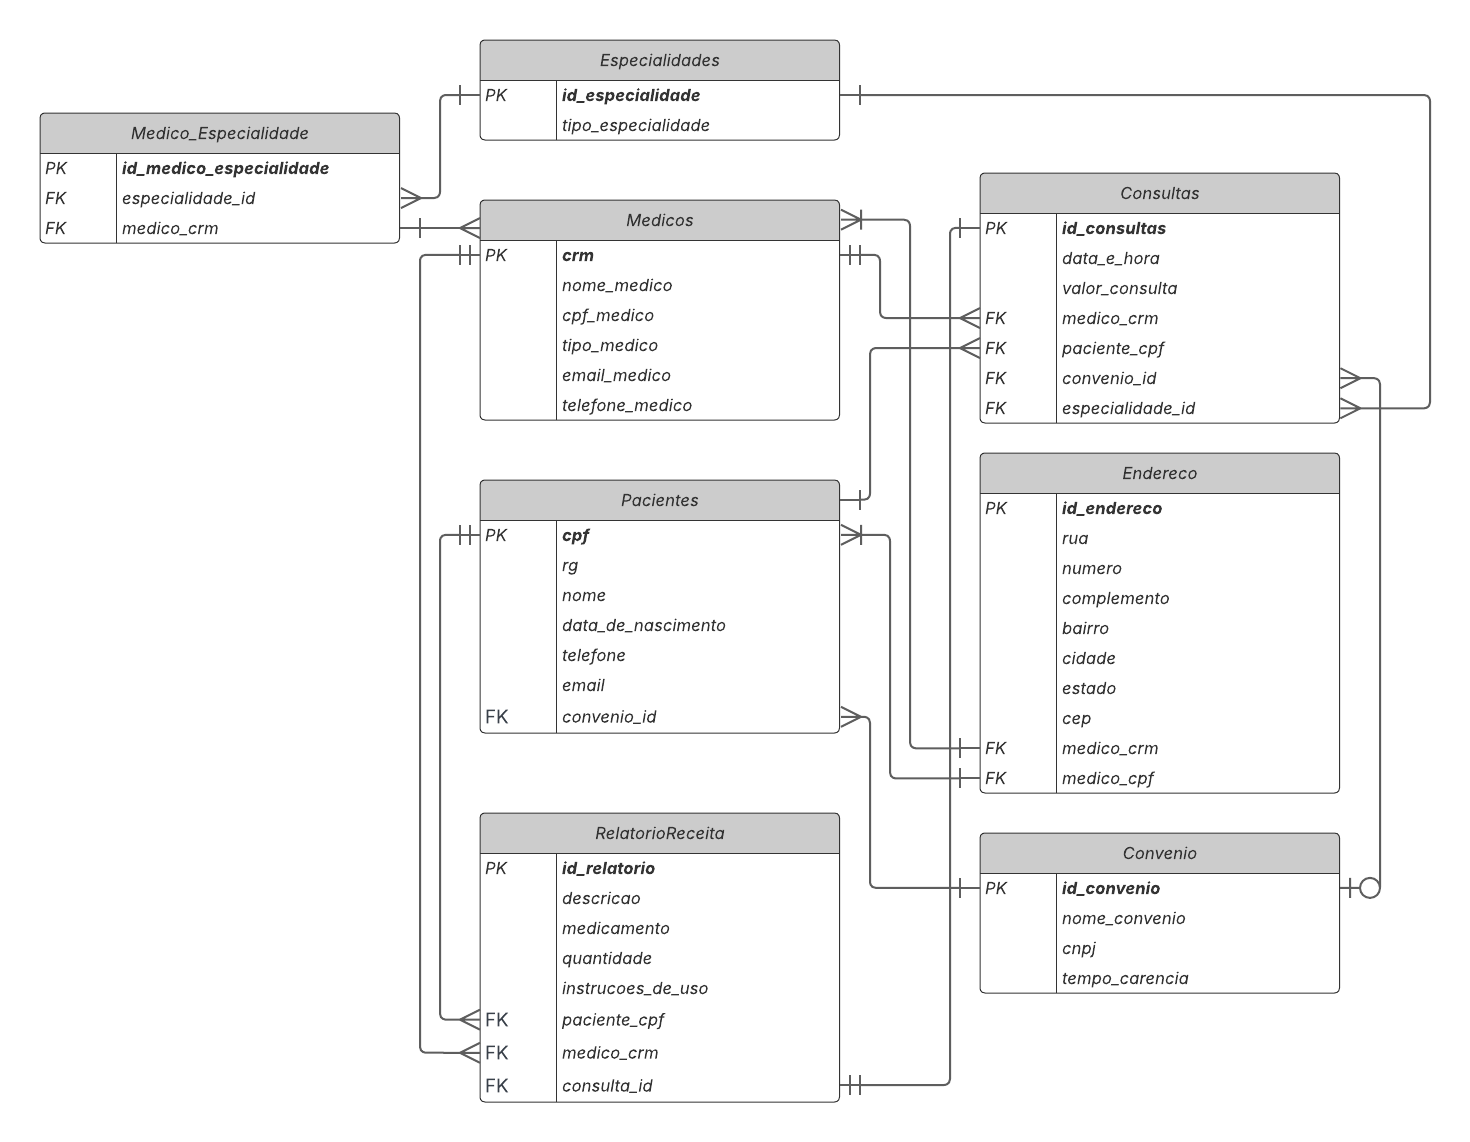 Especialidades
PK id_especialidade
tipo_especialidade
Medico_Especialidade
PK id_medico_especialidade
FK especialidade_id
FK medico_crm
Medicos
PK crm
nome_medico
cpf_medico
tipo_medico
email_medico
telefone_medico
Consultas
PK id_consultas
data_e_hora
valor_consulta
FK medico_crm
FK paciente_cpf
FK convenio_id
FK especialidade_id
Pacientes
PK cpf
rg
nome
data_de_nascimento
telefone
email
FK convenio_id
Endereco
PK id_endereco
rua
numero
complemento
bairro
cidade
estado
cep
FK medico_crm
FK medico_cpf
RelatorioReceita
PK id_relatorio
descricao
medicamento
quantidade
instrucoes_de_uso
FK paciente_cpf
FK medico_crm
FK consulta_id
Convenio
PK id_convenio
nome_convenio
cnpj
tempo_carencia